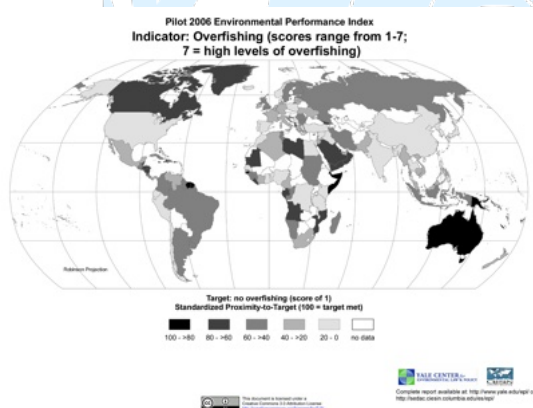 Pilot 2006 Environmental Performance Index
Indicator: Overfishing (scores range from 1-7;
7 = high levels of overfishing)
Robinson Projection
Target: no overfishing (score of 1)
Standardized Proximity-to-Target (100 = target met)
100 - >80
80 - >60
60 - >40
40 - >20
20 - 0
no data
YALE CENTER for
ENVIRONMENTAL LAW & POLICY
CIESIN
Complete report available at: http://www.yale.edu/epi/
http://sedac.ciesin.columbia.edu/es/epi/
This document is licensed under a
Creative Commons 3.0 Attribution License